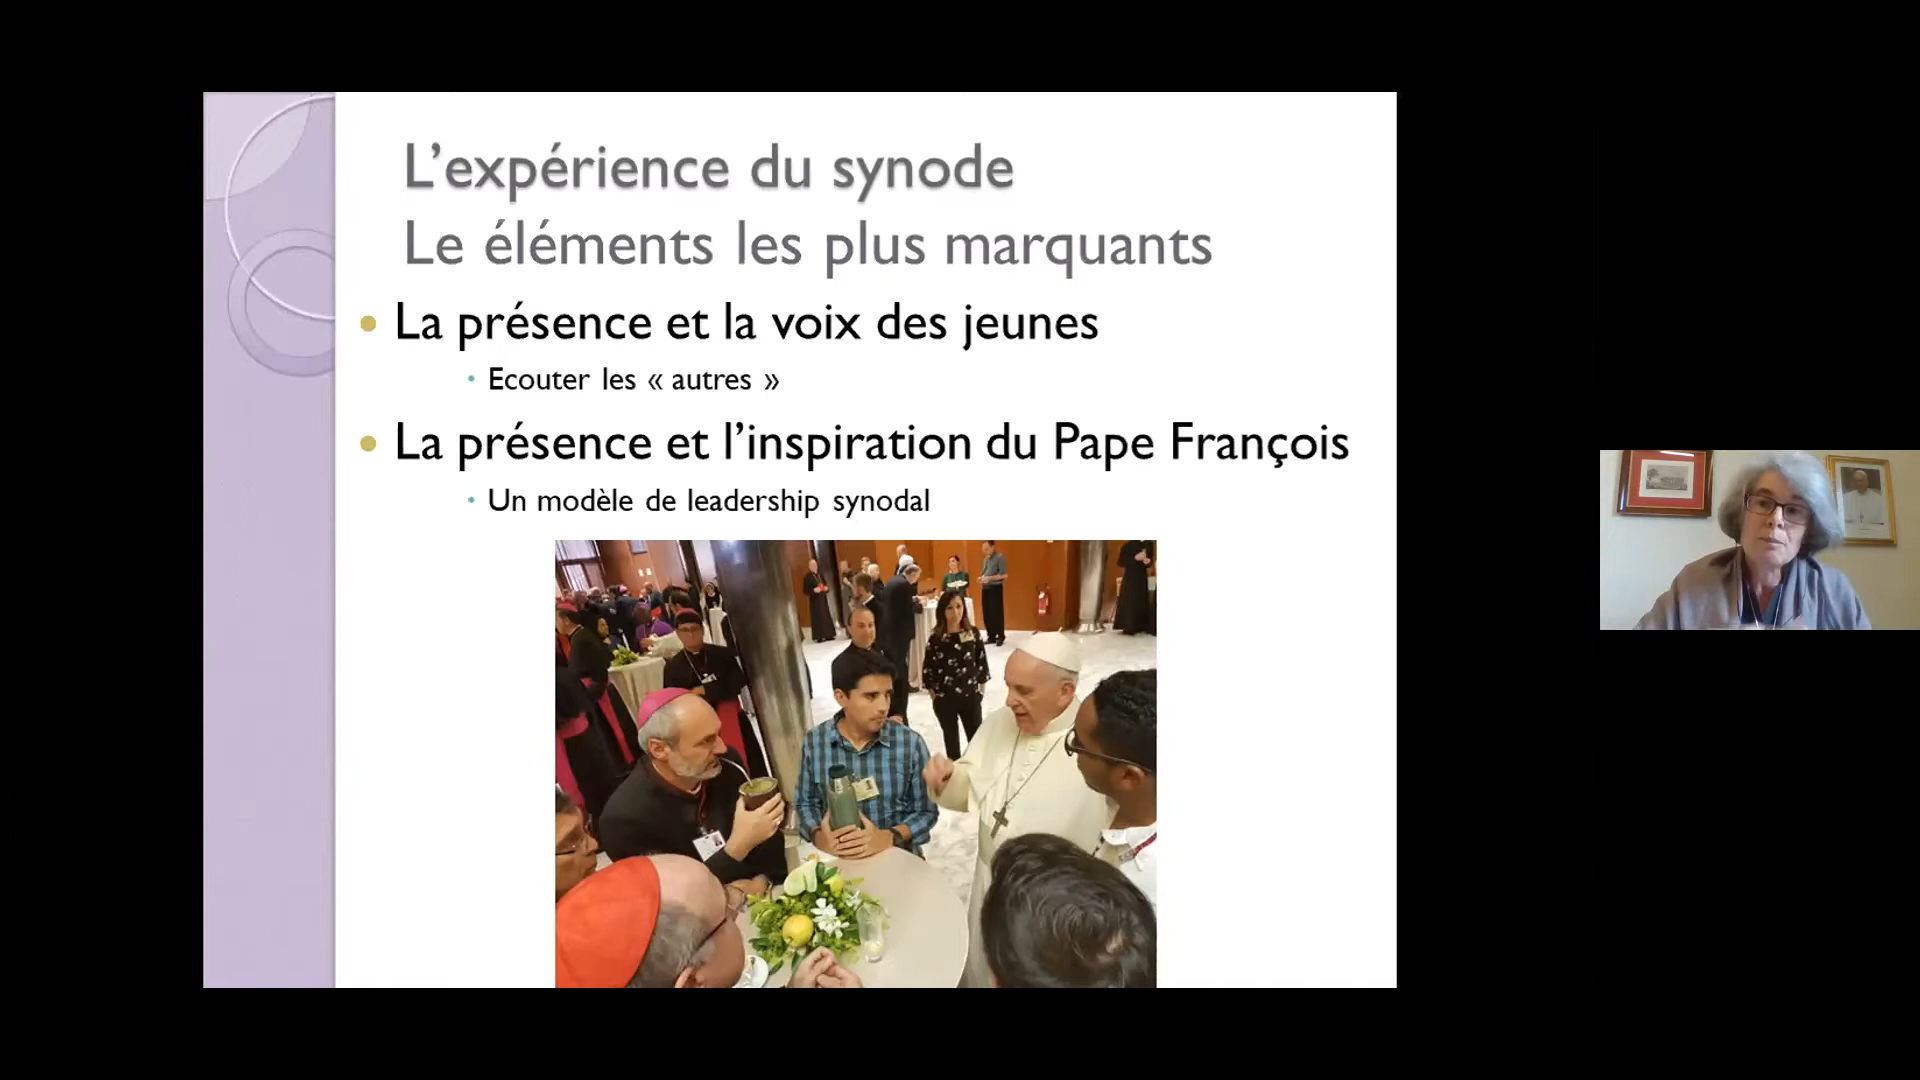 L’expérience du synode
Le éléments les plus marquants
La présence et la voix des jeunes
Ecouter les « autres »
La présence et l’inspiration du Pape François
Un modèle de leadership synodal